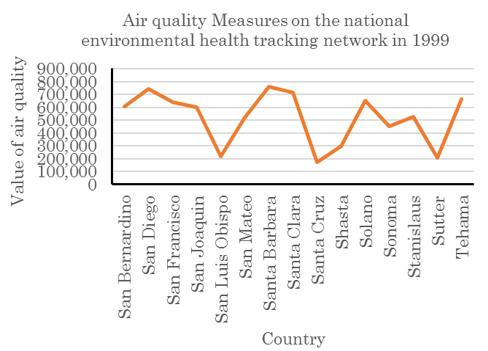 Air quality Measures on the national
environmental health tracking network in 1999
Value of air quality
900,000
800,000
700,000
600,000
500,000
400,000
300,000
200,000
100,000
0
San Bernardino
San Diego
San Francisco
San Joaquin
San Luis Obispo
San Mateo
Santa Barbara
Santa Clara
Santa Cruz
Shasta
Solano
Sonoma
Stanislaus
Sutter
Tehama
Country